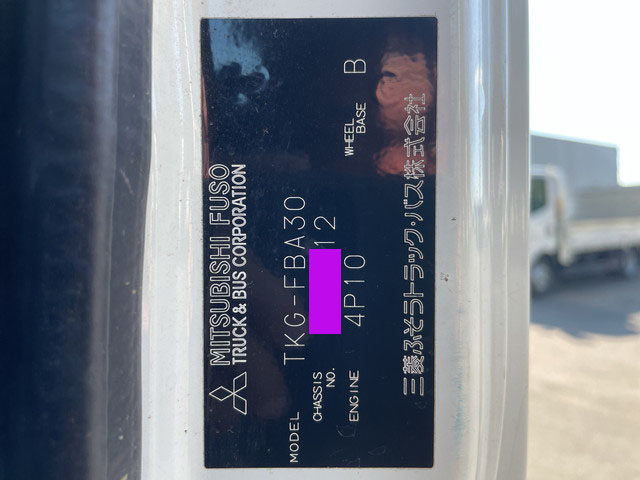 MITSUBISHI FUSO
TRUCK & BUS CORPORATION
MODEL TKG-FBA30
CHASSIS NO. 12
ENGINE 4P10 WHEEL BASE B
三菱ふそうトラック・バス株式会社